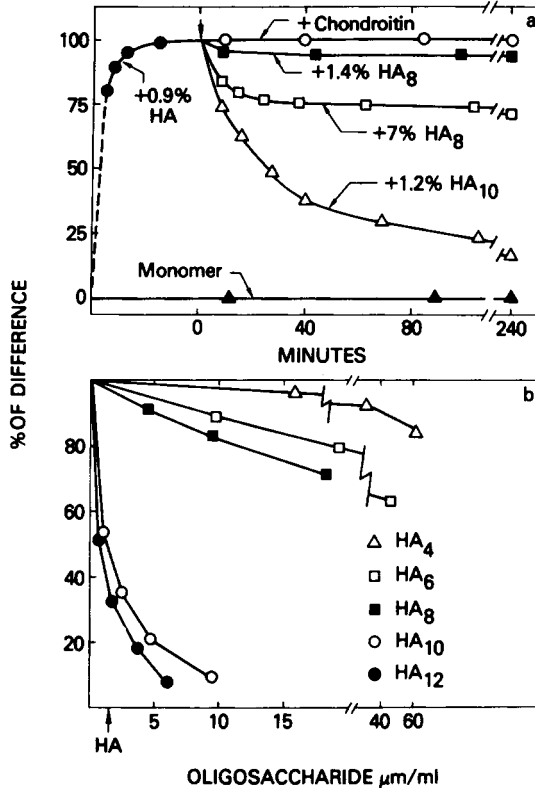 + Chondroitin
a
100
+1.4% HA₈
+0.9%
HA
75
+7% HA₈
50
+1.2% HA₁₀
25
Monomer
0
0 40 80 120 240
MINUTES
% OF DIFFERENCE
b
80
60
40
20
HA₄
HA₆
HA₈
HA₁₀
HA₁₂
5 10 15 40 60
HA
OLIGOSACCHARIDE μm/ml